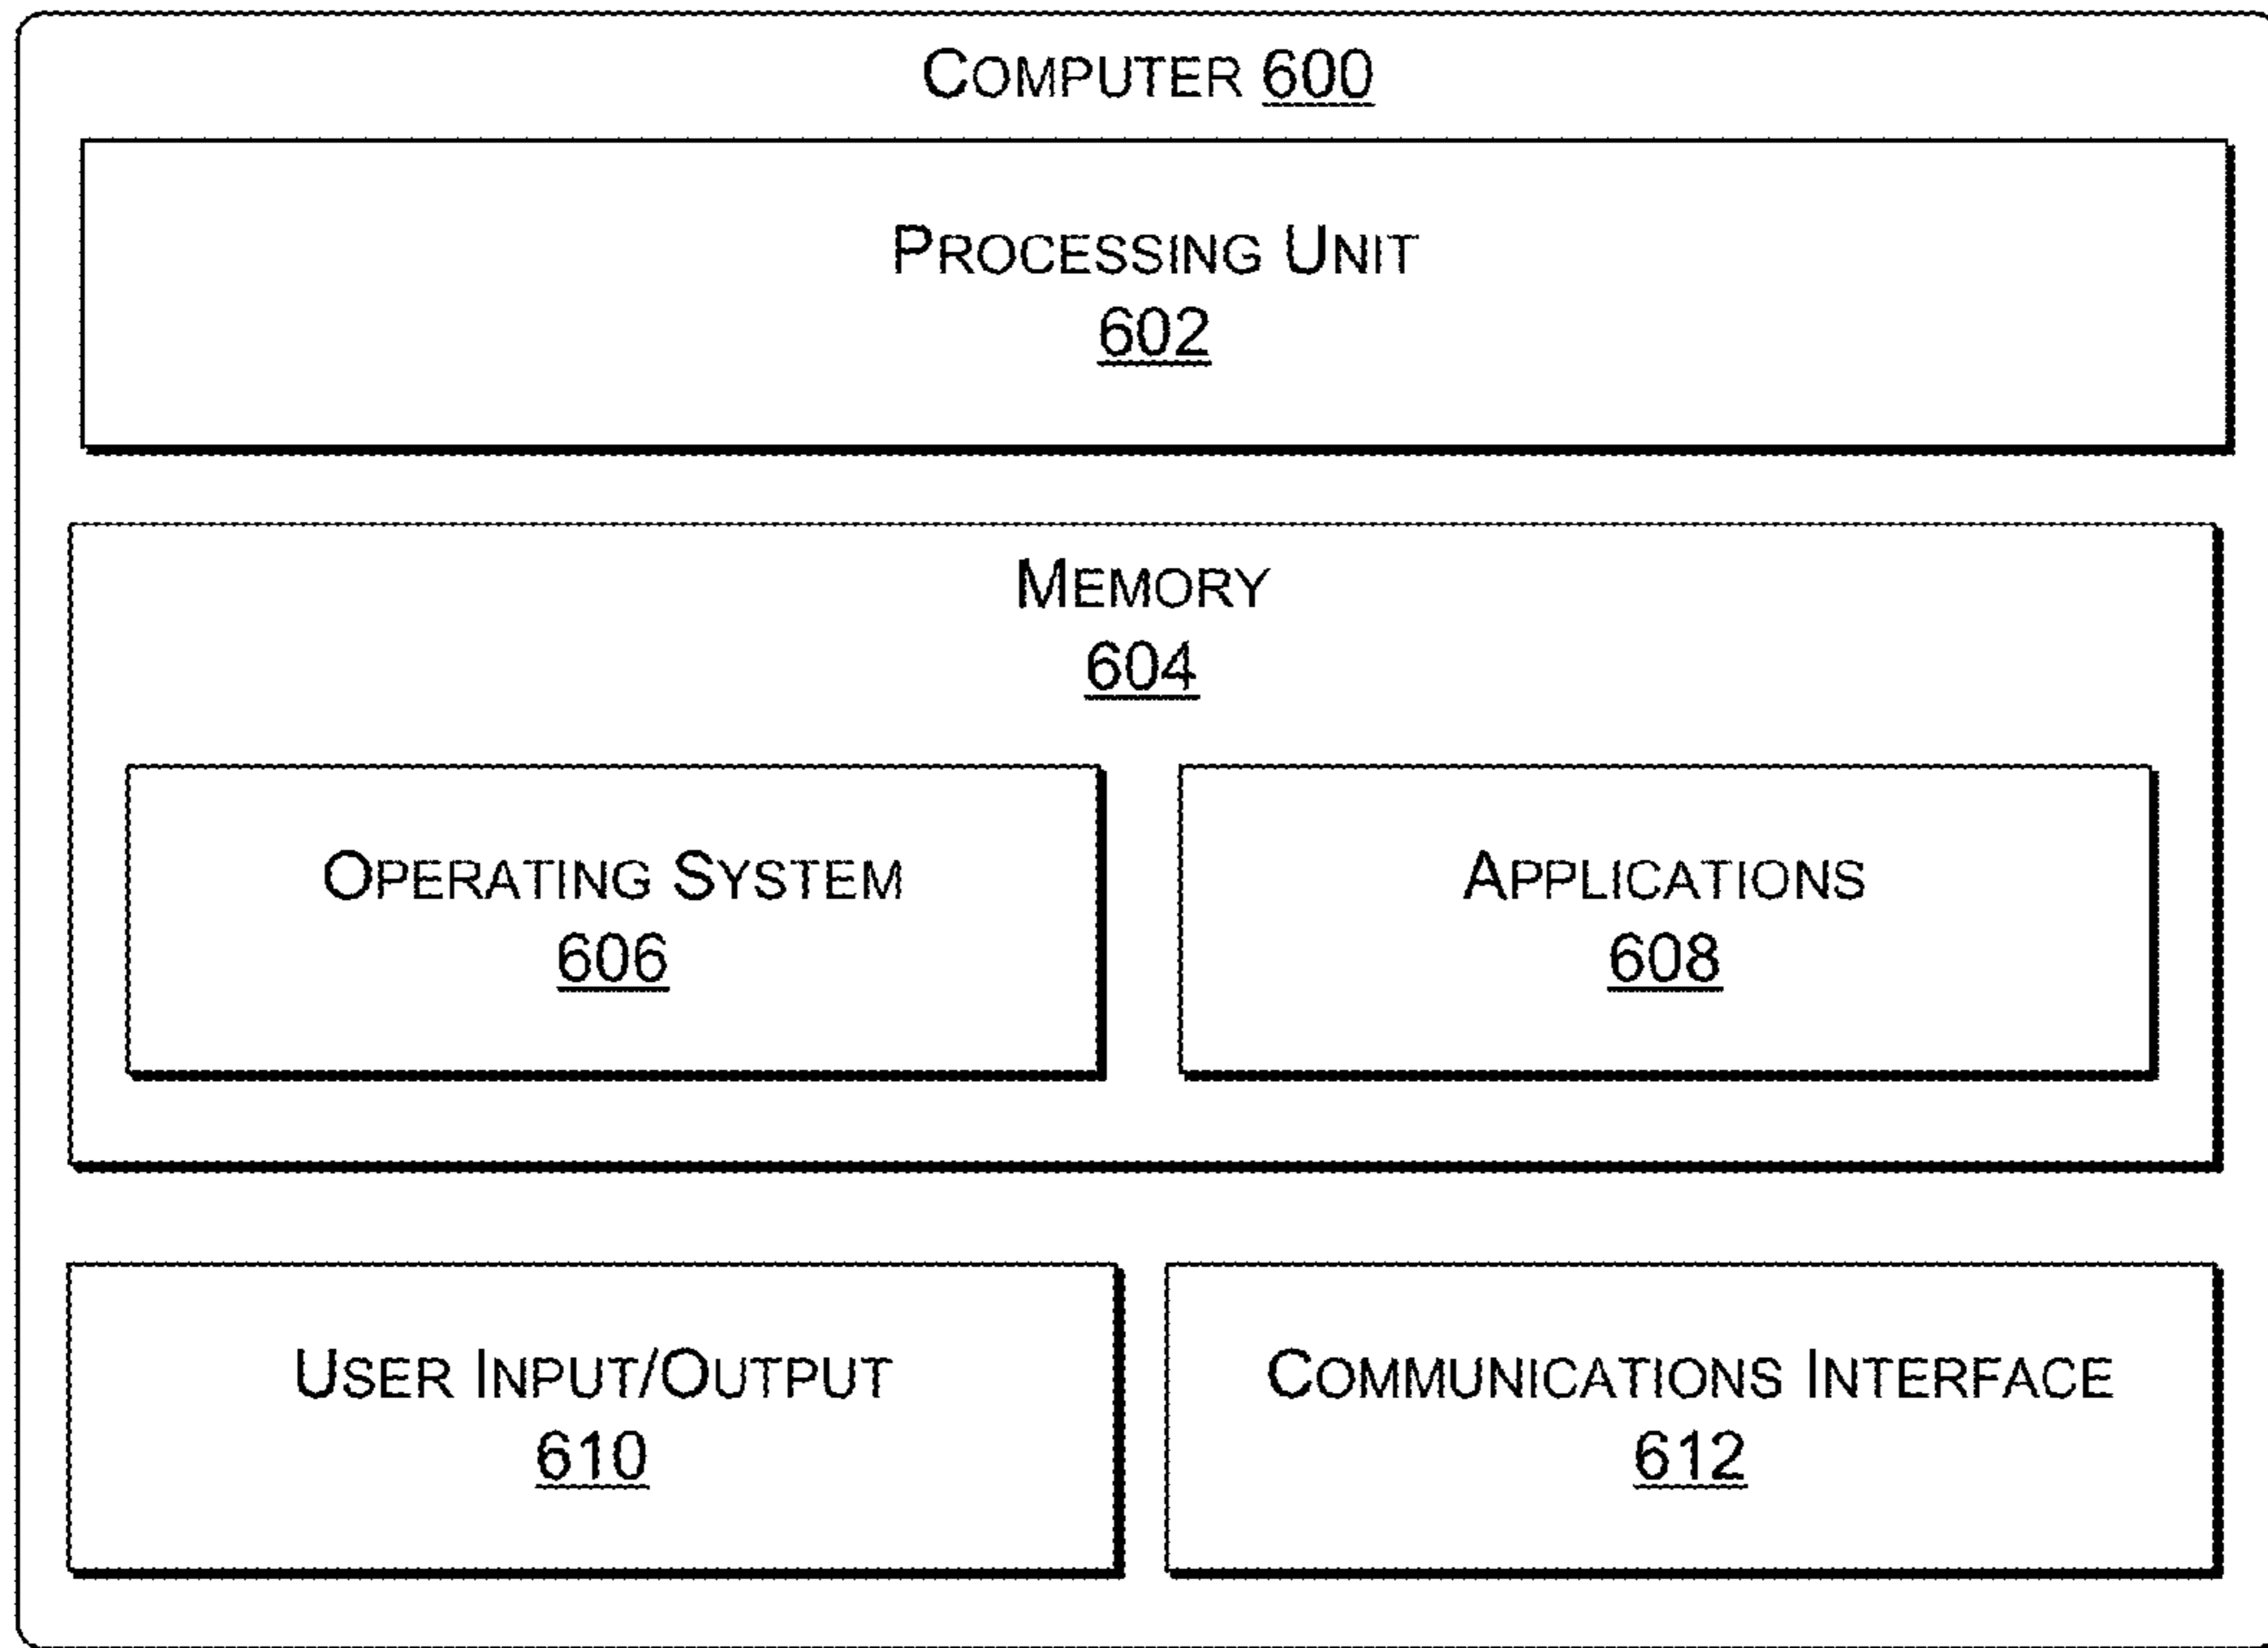 COMPUTER 600
PROCESSING UNIT
602
MEMORY
604
OPERATING SYSTEM
606
APPLICATIONS
608
USER INPUT/OUTPUT
610
COMMUNICATIONS INTERFACE
612